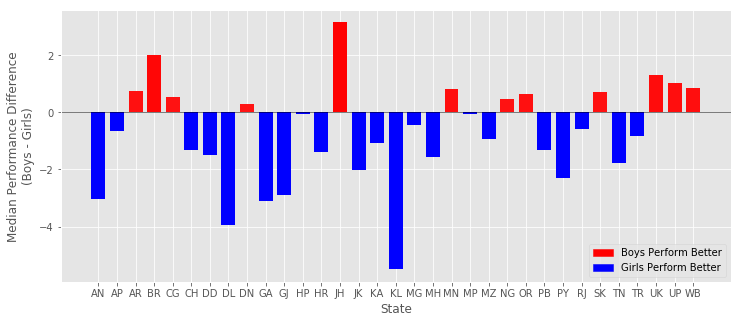 Median Performance Difference
(Boys - Girls)
2
0
−2
−4
Boys Perform Better
Girls Perform Better
AN AP AR BR CG CH DD DL DN GA GJ HP HR JH JK KA KL MG MH MN MP MZ NG OR PB PY RJ SK TN TR UK UP WB
State